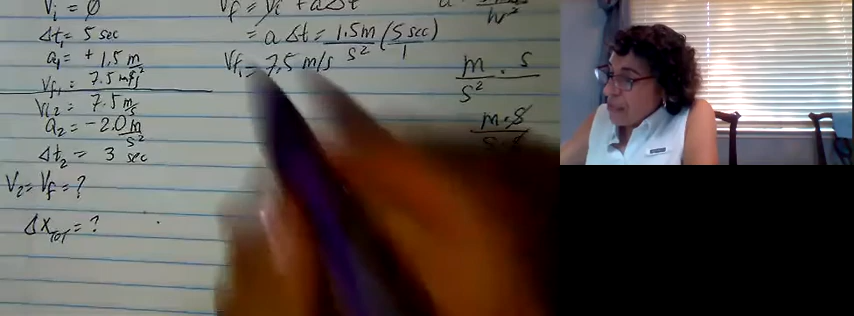 Vi = 0
Δt₁ = 5 sec
a₁ = + 1.5 m/s²
Vf₁ = 7.5 m/s
Vi2 = 7.5 m/s
a₂ = -2.0 m/s²
Δt₂ = 3 sec
V₂ = Vf = ?
ΔxTOT = ?
Vf = Vi + aΔt
= a Δt = 1.5m/s² (5 sec)/1
Vf₁ = 7.5 m/s
m/s² · s
m·s